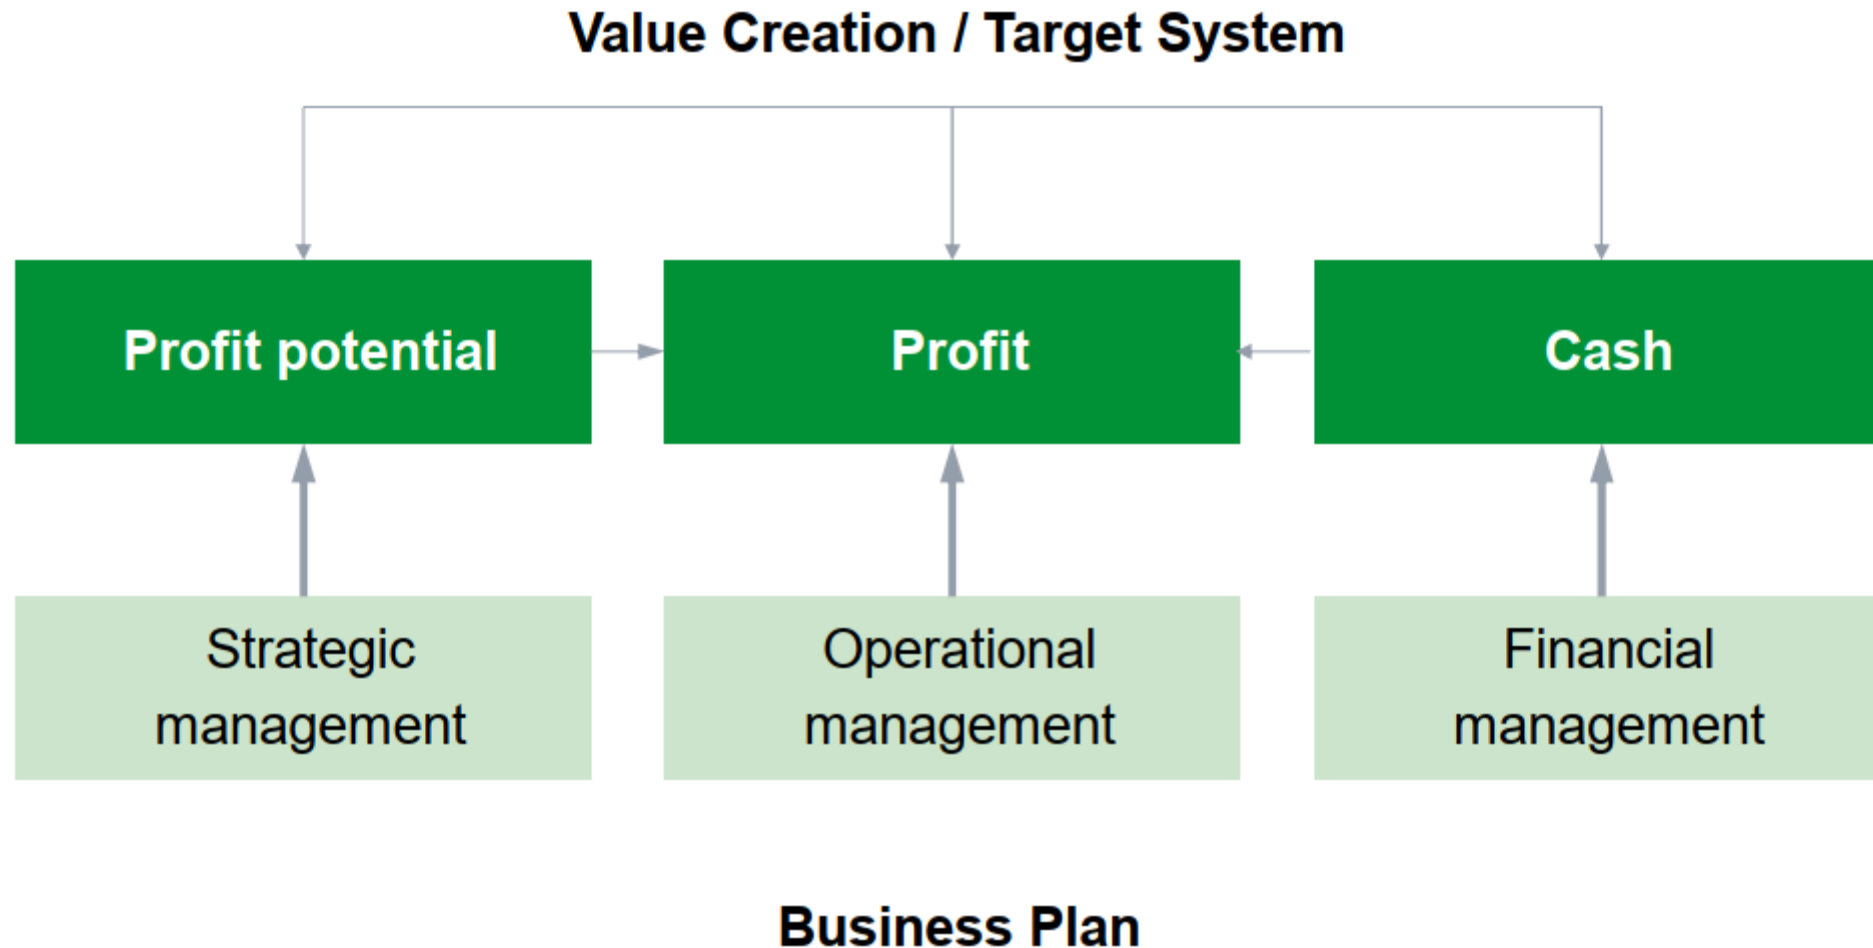 Value Creation / Target System
Profit potential
Profit
Cash
Strategic
management
Operational
management
Financial
management
Business Plan